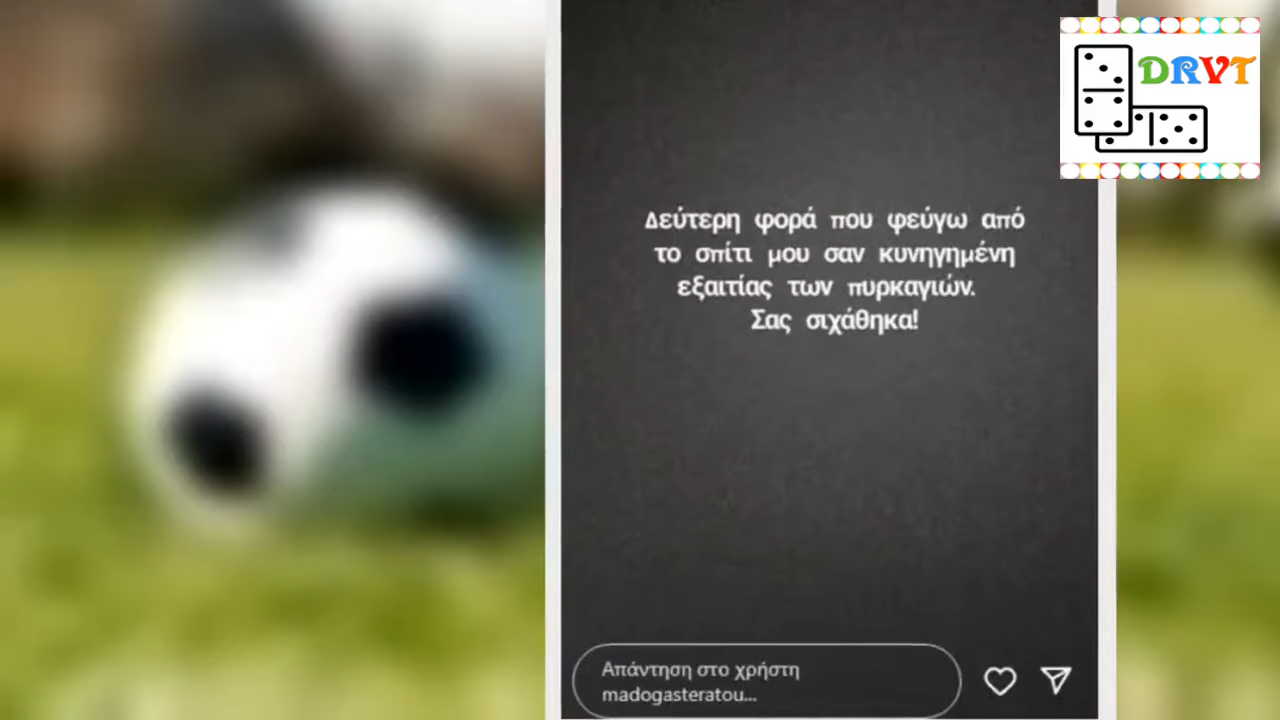 DRVT
Δεύτερη φορά που φεύγω από
το σπίτι μου σαν κυνηγημένη
εξαιτίας των πυρκαγιών.
Σας σιχάθηκα!
Απάντηση στο χρήστη
madogasteratou...